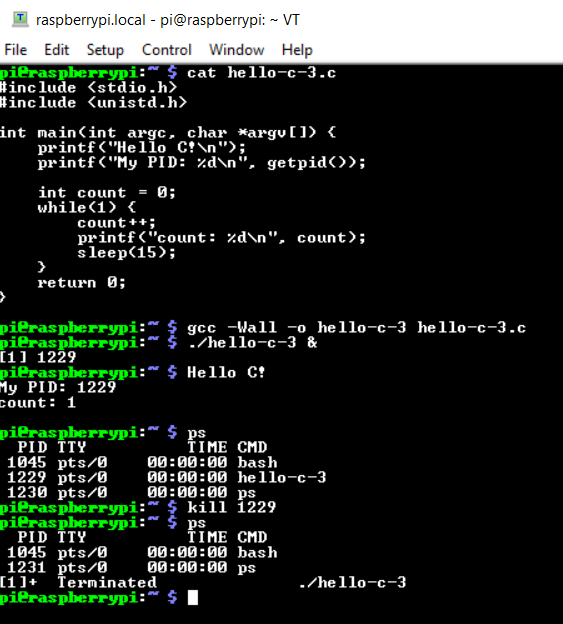 raspberrypi.local - pi@raspberrypi: ~ VT
File Edit Setup Control Window Help
pi@raspberrypi:~ $ cat hello-c-3.c
#include <stdio.h>
#include <unistd.h>
int main(int argc, char *argv[]) {
    printf("Hello C!\n");
    printf("My PID: %d\n", getpid());
    int count = 0;
    while(1) {
        count++;
        printf("count: %d\n", count);
        sleep(15);
    }
    return 0;
}
pi@raspberrypi:~ $ gcc -Wall -o hello-c-3 hello-c-3.c
pi@raspberrypi:~ $ ./hello-c-3 &
[1] 1229
pi@raspberrypi:~ $ Hello C!
My PID: 1229
count: 1
pi@raspberrypi:~ $ ps
  PID TTY          TIME CMD
 1045 pts/0    00:00:00 bash
 1229 pts/0    00:00:00 hello-c-3
 1230 pts/0    00:00:00 ps
pi@raspberrypi:~ $ kill 1229
pi@raspberrypi:~ $ ps
  PID TTY          TIME CMD
 1045 pts/0    00:00:00 bash
 1231 pts/0    00:00:00 ps
[1]+  Terminated              ./hello-c-3
pi@raspberrypi:~ $